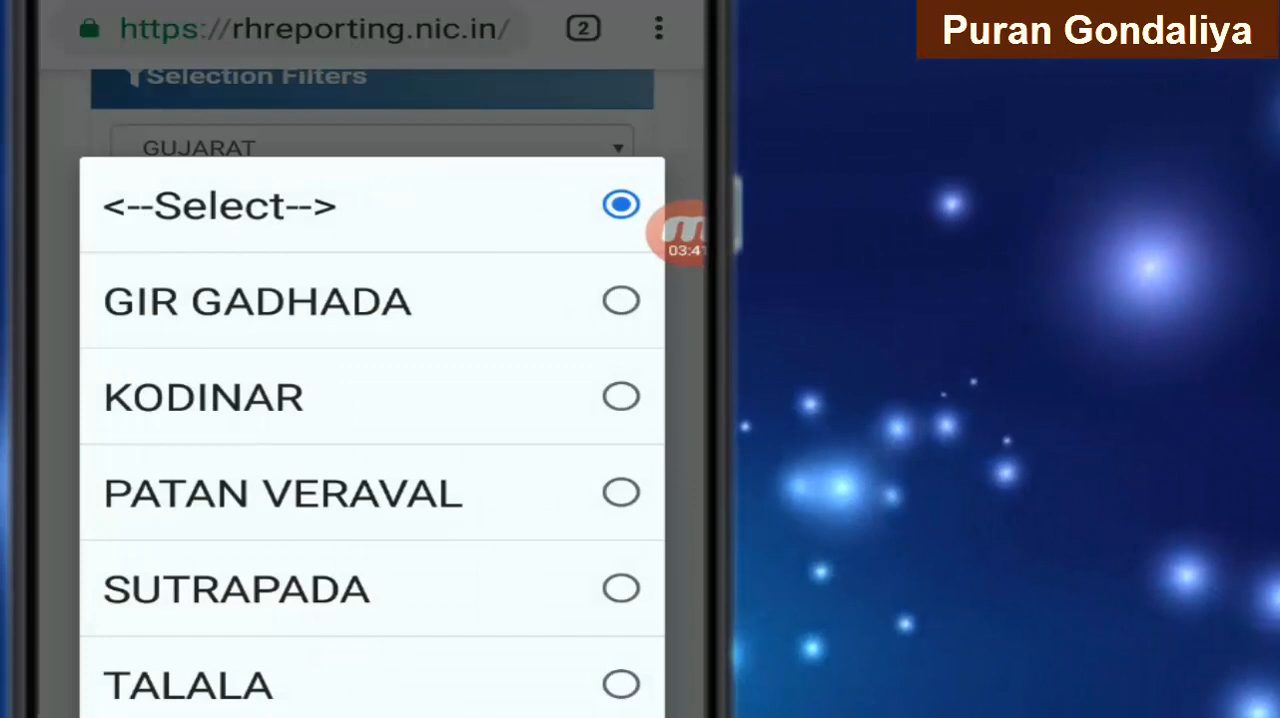 https://rhreporting.nic.in/
2
Puran Gondaliya
Selection Filters
GUJARAT
<--Select-->
03:41
GIR GADHADA
KODINAR
PATAN VERAVAL
SUTRAPADA
TALALA